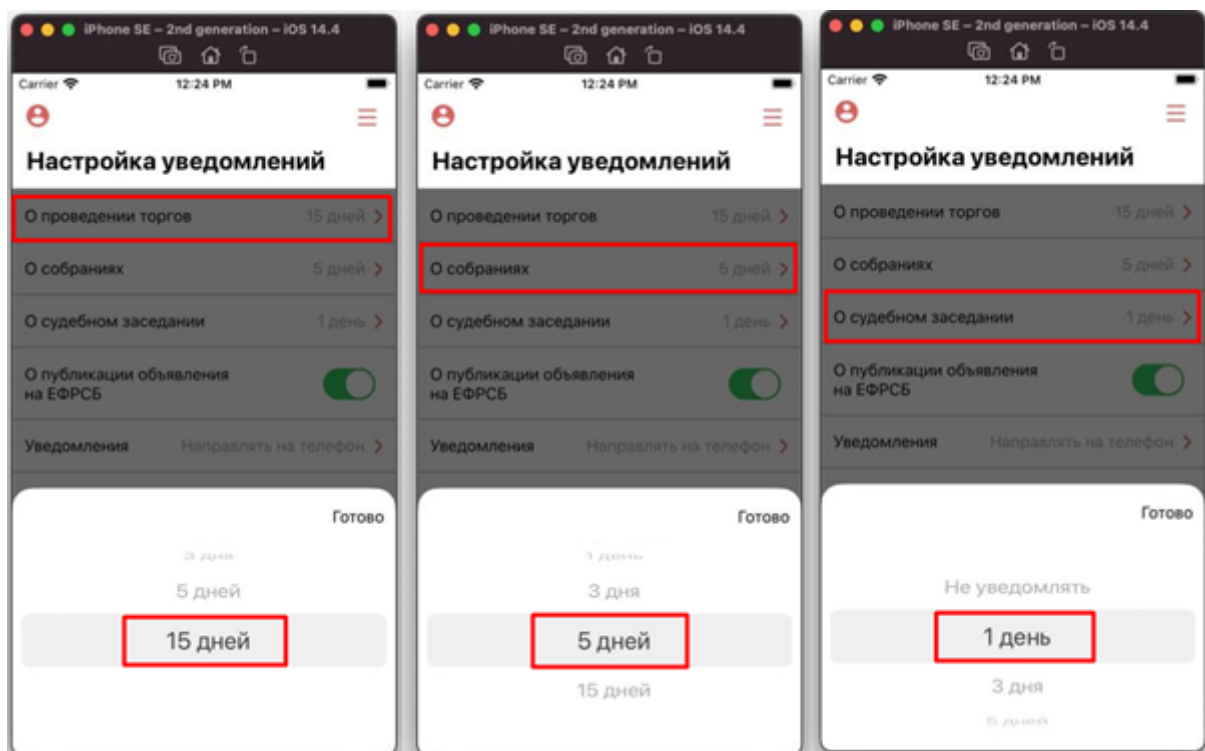 iPhone SE – 2nd generation – iOS 14.4
Carrier 12:24 PM
Настройка уведомлений
О проведении торгов 15 дней
О собраниях 5 дней
О судебном заседании 1 день
О публикации объявления
на ЕФРСБ
Уведомления Направлять на телефон
Готово
3 дня
5 дней
15 дней
iPhone SE – 2nd generation – iOS 14.4
Carrier 12:24 PM
Настройка уведомлений
О проведении торгов 15 дней
О собраниях 5 дней
О судебном заседании 1 день
О публикации объявления
на ЕФРСБ
Уведомления Направлять на телефон
Готово
1 день
3 дня
5 дней
15 дней
iPhone SE – 2nd generation – iOS 14.4
Carrier 12:24 PM
Настройка уведомлений
О проведении торгов 15 дней
О собраниях 5 дней
О судебном заседании 1 день
О публикации объявления
на ЕФРСБ
Уведомления Направлять на телефон
Готово
Не уведомлять
1 день
3 дня
5 дней